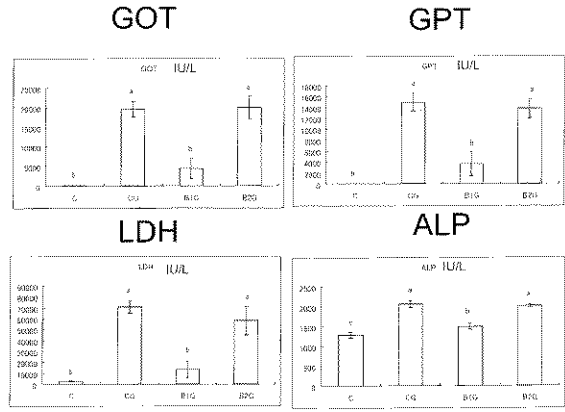 GOT
GPT
GOT IU/L
25000
20000
15000
10000
5000
0
b
a
b
a
C
CG
B1G
B2G
GPT IU/L
18000
16000
14000
12000
10000
8000
6000
4000
2000
0
a
b
a
C
CG
B1G
B2G
LDH
ALP
LDH IU/L
90000
80000
70000
60000
50000
40000
30000
20000
10000
0
b
a
b
a
C
CG
B1G
B2G
ALP IU/L
2500
2000
1500
1000
500
0
c
a
b
a
C
CG
B1G
B2G